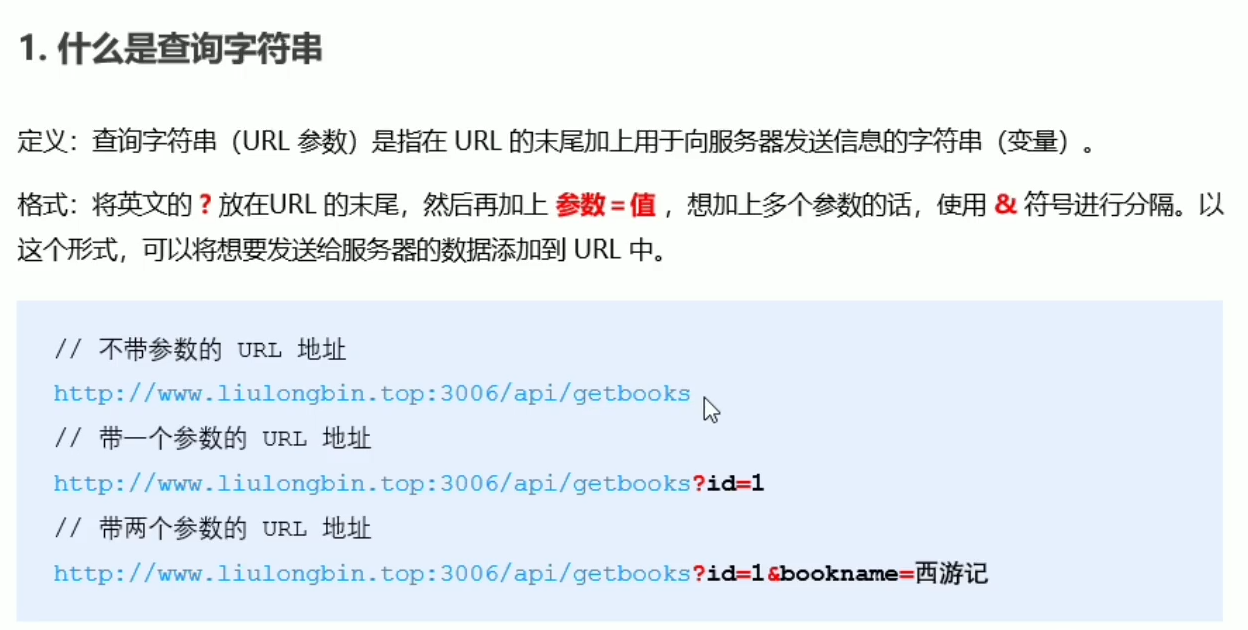 1. 什么是查询字符串
定义：查询字符串（URL 参数）是指在 URL 的末尾加上用于向服务器发送信息的字符串（变量）。
格式：将英文的 ? 放在URL 的末尾，然后再加上 参数=值 ，想加上多个参数的话，使用 & 符号进行分隔。以
这个形式，可以将想要发送给服务器的数据添加到 URL 中。
// 不带参数的 URL 地址
http://www.liulongbin.top:3006/api/getbooks
// 带一个参数的 URL 地址
http://www.liulongbin.top:3006/api/getbooks?id=1
// 带两个参数的 URL 地址
http://www.liulongbin.top:3006/api/getbooks?id=1&bookname=西游记